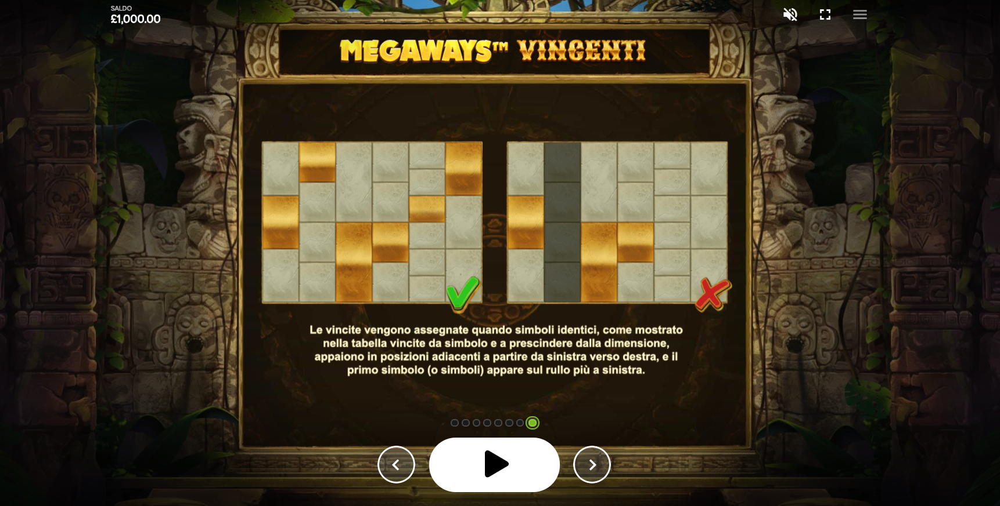 SALDO
£1,000.00
MEGAWAYS™ VINCENTI
Le vincite vengono assegnate quando simboli identici, come mostrato
nella tabella vincite da simbolo e a prescindere dalla dimensione,
appaiono in posizioni adiacenti a partire da sinistra verso destra, e il
primo simbolo (o simboli) appare sul rullo più a sinistra.